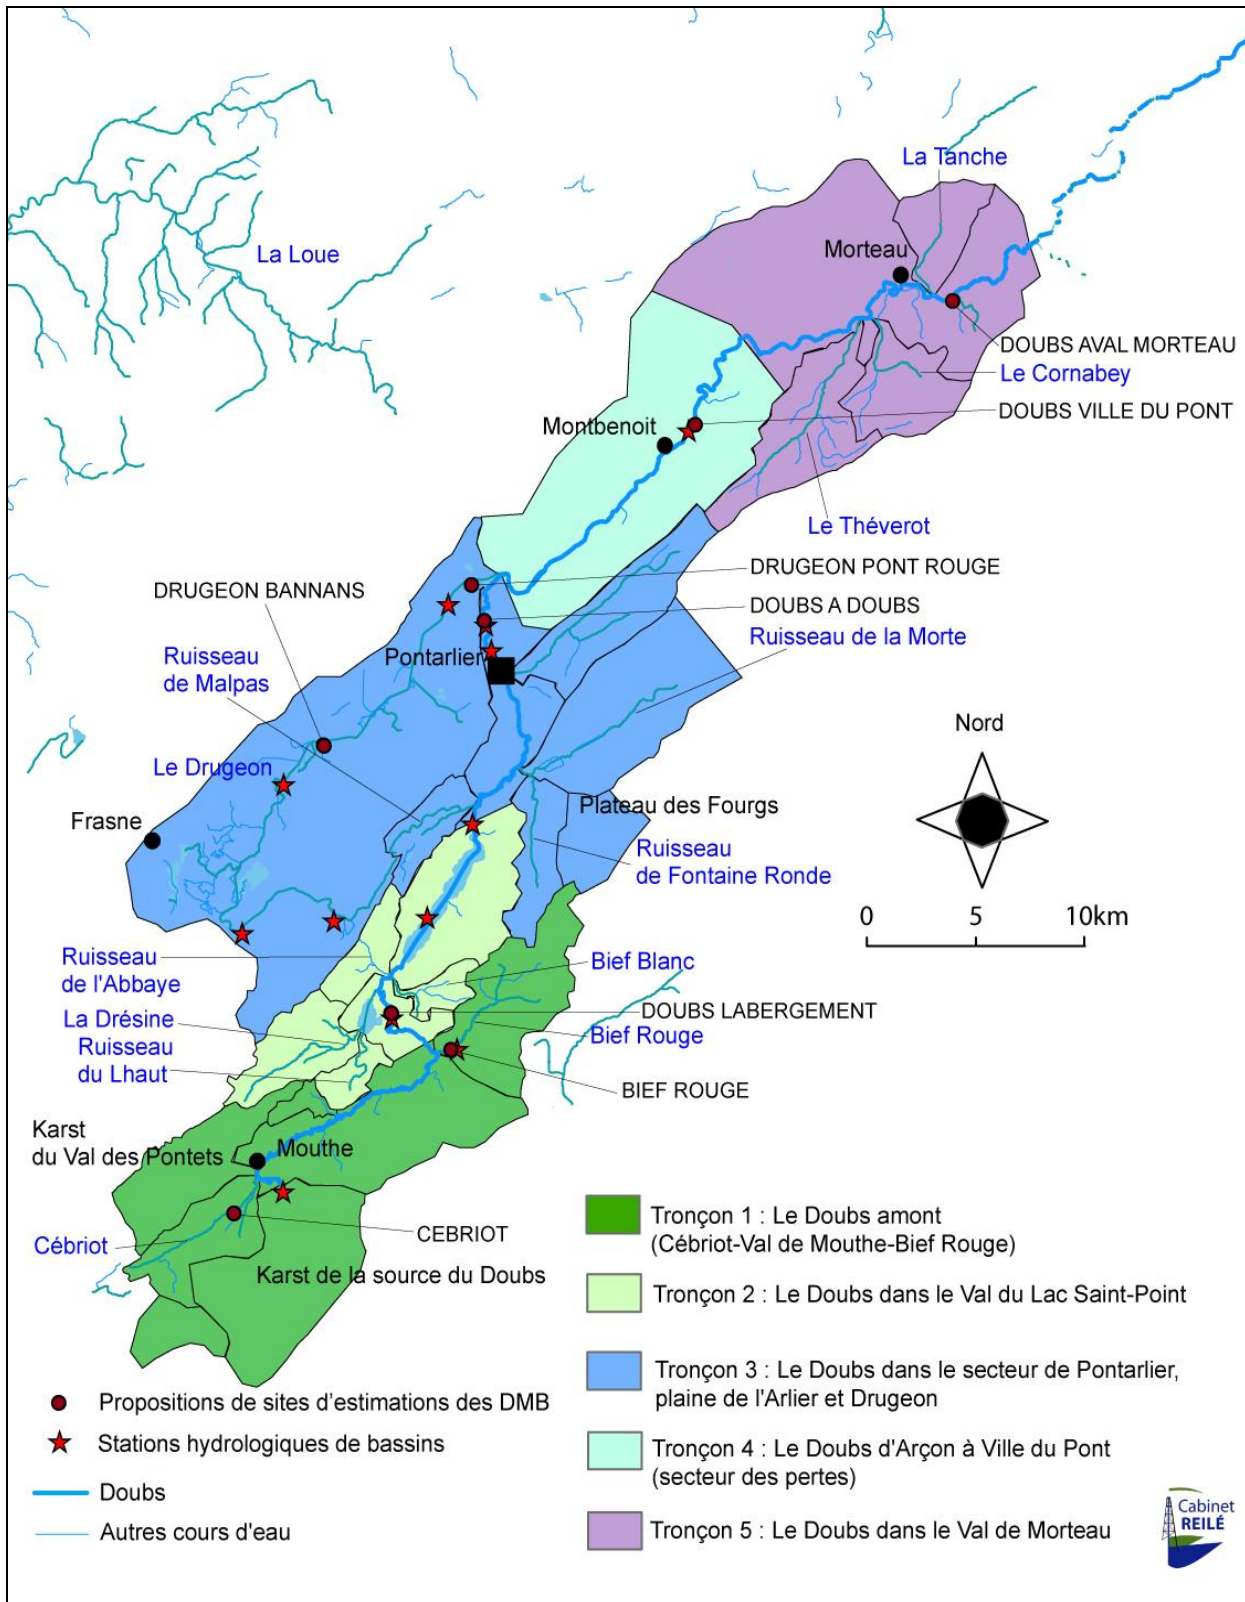 La Tanche
Morteau
La Loue
DOUBS AVAL MORTEAU
Le Cornabey
DOUBS VILLE DU PONT
Montbenoit
Le Théverot
DRUGEON PONT ROUGE
DRUGEON BANNANS
DOUBS A DOUBS
Ruisseau de la Morte
Ruisseau
de Malpas
Pontarlier
Nord
Le Drugeon
Plateau des Fourgs
Frasne
Ruisseau
de Fontaine Ronde
0 5 10km
Ruisseau
de l'Abbaye
Bief Blanc
DOUBS LABERGEMENT
La Drésine
Bief Rouge
Ruisseau
du Lhaut
BIEF ROUGE
Karst
du Val des Pontets
Mouthe
CEBRIOT
Cébriot
Karst de la source du Doubs
Tronçon 1 : Le Doubs amont
(Cébriot-Val de Mouthe-Bief Rouge)
Tronçon 2 : Le Doubs dans le Val du Lac Saint-Point
Tronçon 3 : Le Doubs dans le secteur de Pontarlier,
plaine de l'Arlier et Drugeon
Tronçon 4 : Le Doubs d'Arçon à Ville du Pont
(secteur des pertes)
Tronçon 5 : Le Doubs dans le Val de Morteau
Propositions de sites d'estimations des DMB
Stations hydrologiques de bassins
Doubs
Autres cours d'eau
Cabinet
REILÉ